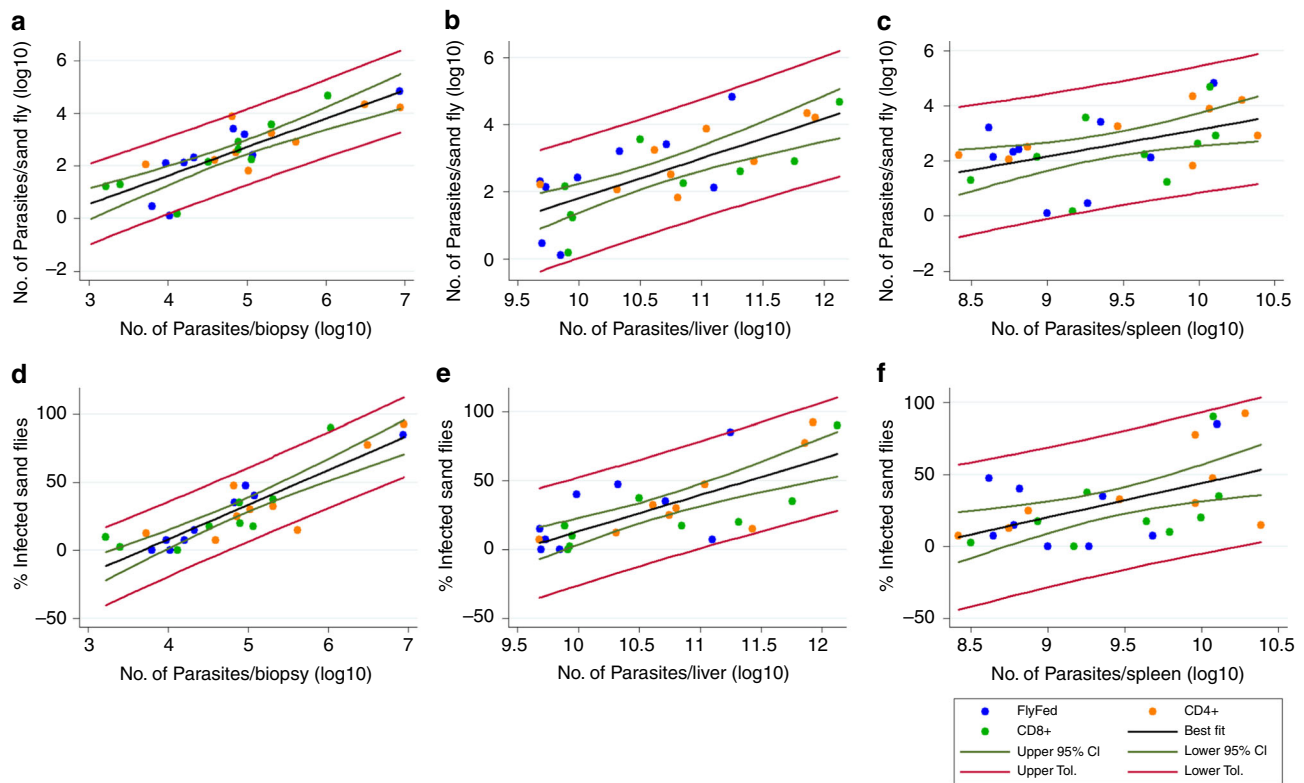 a
b
c
No. of Parasites/sand fly (log10)
6
4
2
0
−2
3
4
5
6
7
No. of Parasites/biopsy (log10)
No. of Parasites/sand fly (log10)
6
4
2
0
9.5
10
10.5
11
11.5
12
No. of Parasites/liver (log10)
No. of Parasites/sand fly (log10)
6
4
2
0
−2
8.5
9
9.5
10
10.5
No. of Parasites/spleen (log10)
d
e
f
% Infected sand flies
100
50
0
−50
3
4
5
6
7
No. of Parasites/biopsy (log10)
% Infected sand flies
100
50
0
−50
9.5
10
10.5
11
11.5
12
No. of Parasites/liver (log10)
% Infected sand flies
100
50
0
−50
8.5
9
9.5
10
10.5
No. of Parasites/spleen (log10)
FlyFed
CD4+
CD8+
Best fit
Upper 95% CI
Lower 95% CI
Upper Tol.
Lower Tol.